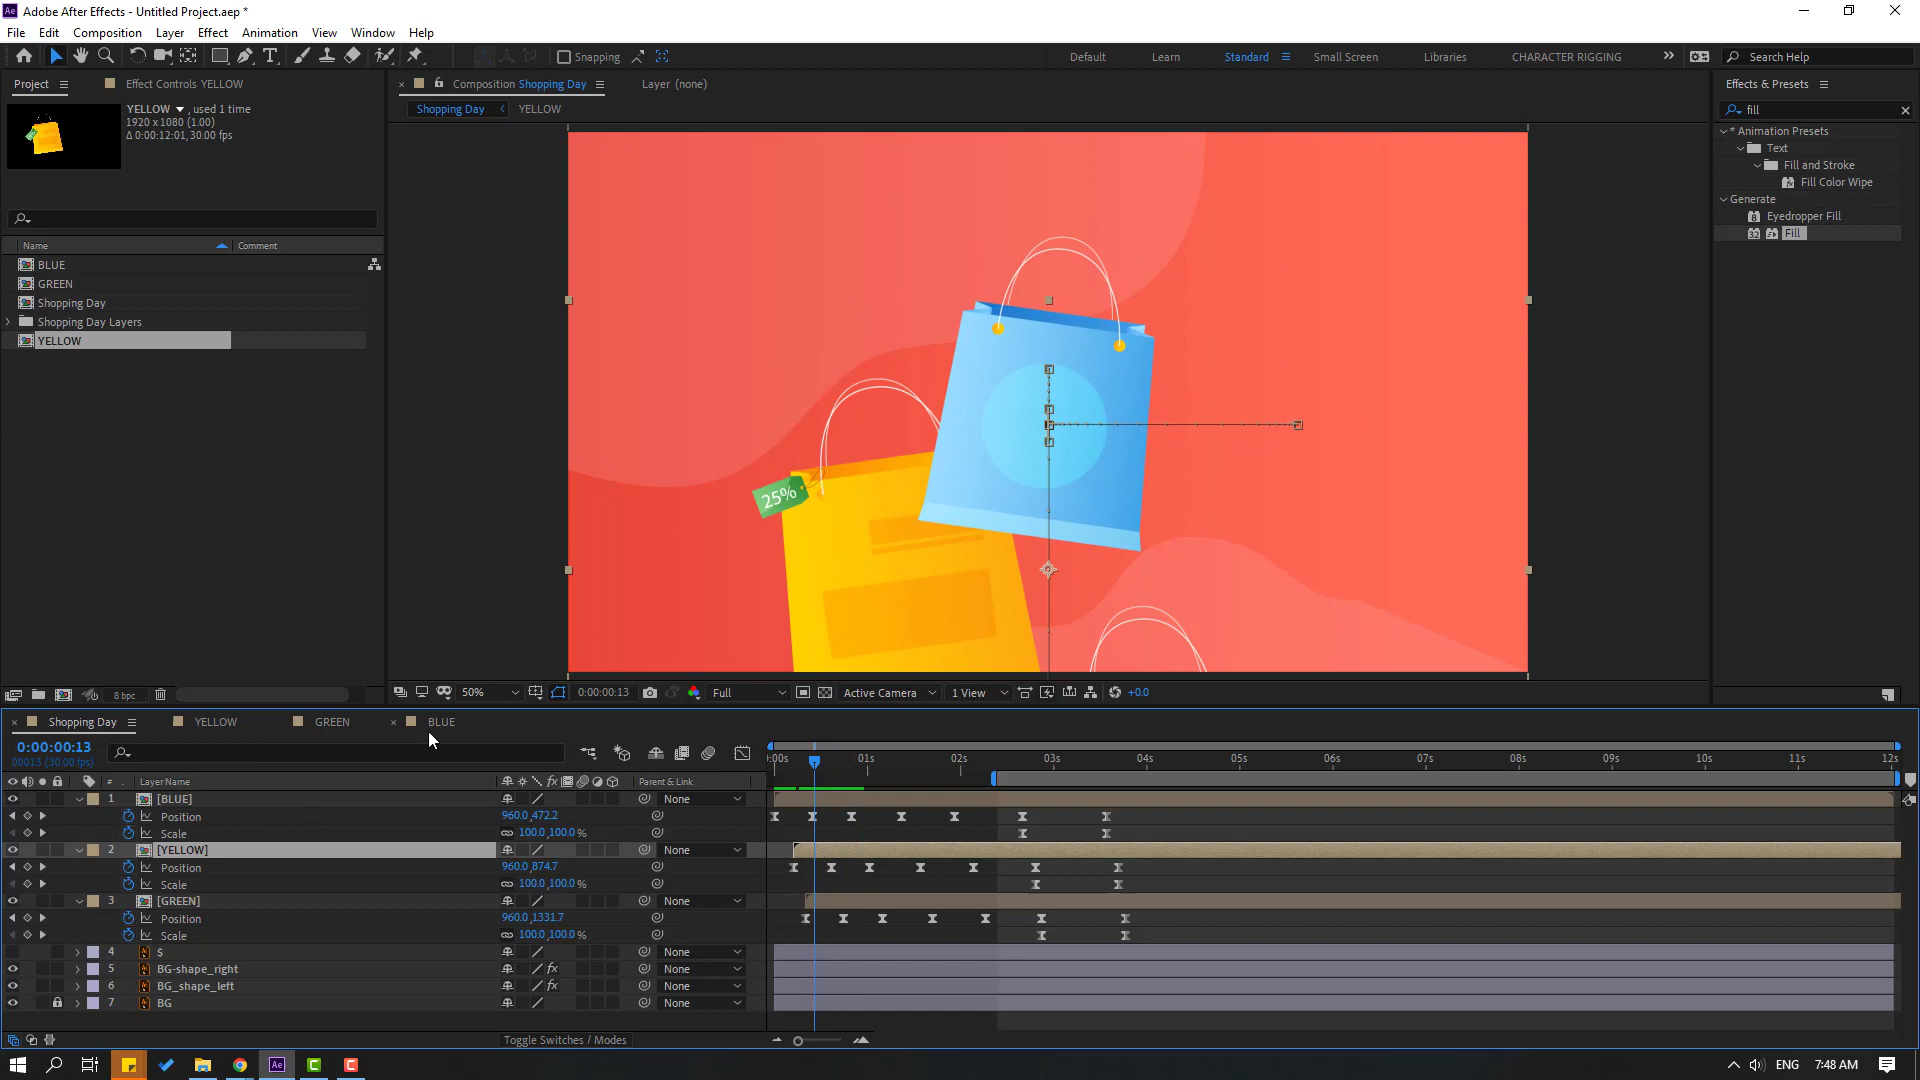 Adobe After Effects - Untitled Project.aep *
File Edit Composition Layer Effect Animation View Window Help
Snapping Default Learn Standard Small Screen Libraries CHARACTER RIGGING Search Help
Project Effect Controls YELLOW Composition Shopping Day Layer (none) Effects & Presets
YELLOW , used 1 time
1920 x 1080 (1.00)
Δ 0:00:12:01, 30.00 fps
Shopping Day YELLOW
fill
* Animation Presets
Text
Fill and Stroke
Fill Color Wipe
Generate
Eyedropper Fill
Fill
Name Comment
BLUE
GREEN
Shopping Day
Shopping Day Layers
YELLOW
25%
8 bpc
50% 0:00:00:13 Full Active Camera 1 View +0.0
Shopping Day YELLOW GREEN BLUE
0:00:00:13
00013 (30.00 fps)
:00s 01s 02s 03s 04s 05s 06s 07s 08s 09s 10s 11s 12s
# Layer Name Parent & Link
1 [BLUE] None
Position 960.0,472.2
Scale 100.0,100.0 %
2 [YELLOW] None
Position 960.0,874.7
Scale 100.0,100.0 %
3 [GREEN] None
Position 960.0,1331.7
Scale 100.0,100.0 %
4 $ None
5 BG-shape_right None
6 BG_shape_left None
7 BG None
Toggle Switches / Modes
ENG 7:48 AM